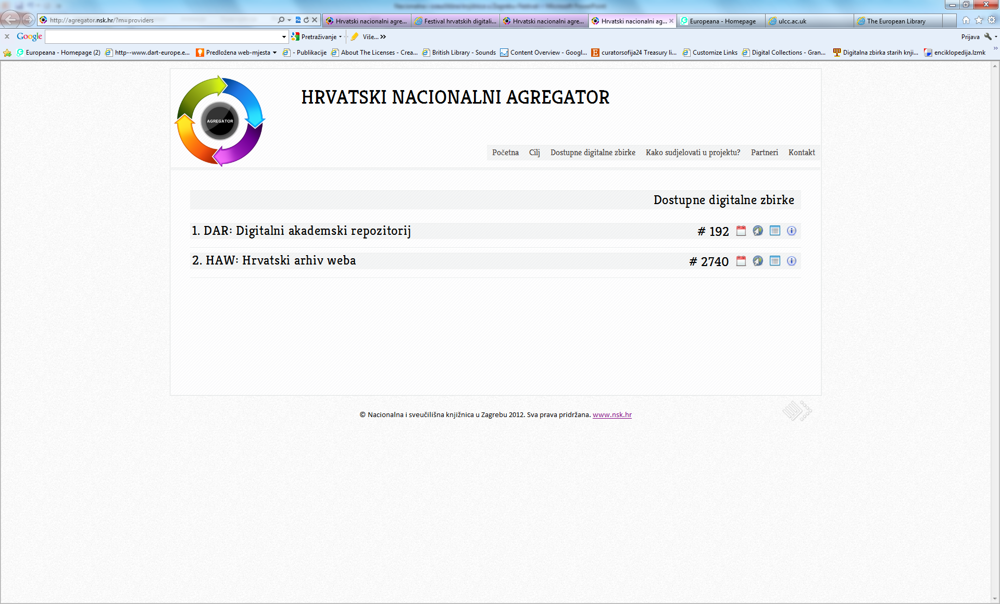 http://agregator.nsk.hr/?m=providers
Hrvatski nacionalni agre...
Festival hrvatskih digitali...
Hrvatski nacionalni agre...
Hrvatski nacionalni ag...
Europeana - Homepage
ulcc.ac.uk
The European Library
x Google
Pretraživanje
Više... »
Prijava
Europeana - Homepage (2)
http--www.dart-europe.e...
Predložena web-mjesta
- Publikacije
About The Licenses - Crea...
British Library - Sounds
Content Overview - Googl...
curatorsofija24 Treasury li...
Customize Links
Digital Collections - Gran...
Digitalna zbirka starih knji...
enciklopedija.lzmk
AGREGATOR
HRVATSKI NACIONALNI AGREGATOR
Početna Cilj Dostupne digitalne zbirke Kako sudjelovati u projektu? Partneri Kontakt
Dostupne digitalne zbirke
1. DAR: Digitalni akademski repozitorij # 192
2. HAW: Hrvatski arhiv weba # 2740
© Nacionalna i sveučilišna knjižnica u Zagrebu 2012. Sva prava pridržana. www.nsk.hr